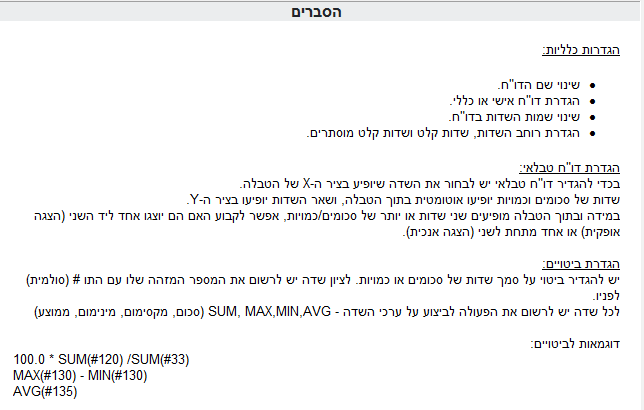 הסברים
הגדרות כלליות:
• שינוי שם הדו"ח.
• הגדרת דו"ח אישי או כללי.
• שינוי שמות השדות בדו"ח.
• הגדרת רוחב השדות, שדות קלט ושדות קלט מוסתרים.
הגדרת דו"ח טבלאי:
בכדי להגדיר דו"ח טבלאי יש לבחור את השדה שיופיע בציר ה-X של הטבלה.
שדות של סכומים וכמויות יופיעו אוטומטית בתוך הטבלה, ושאר השדות יופיעו בציר ה-Y.
במידה ובתוך הטבלה מופיעים שני שדות או יותר של סכומים/כמויות, אפשר לקבוע האם הם יוצגו אחד ליד השני (הצגה
אופקית) או אחד מתחת לשני (הצגה אנכית).
הגדרת ביטויים:
יש להגדיר ביטוי על סמך שדות של סכומים או כמויות. לציון שדה יש לרשום את המספר המזהה שלו עם התו # (סולמית)
לפניו.
לכל שדה יש לרשום את הפעולה לביצוע על ערכי השדה - SUM, MAX,MIN,AVG (סכום, מקסימום, מינימום, ממוצע)
דוגמאות לביטויים:
100.0 * SUM(#120) /SUM(#33)
MAX(#130) - MIN(#130)
AVG(#135)